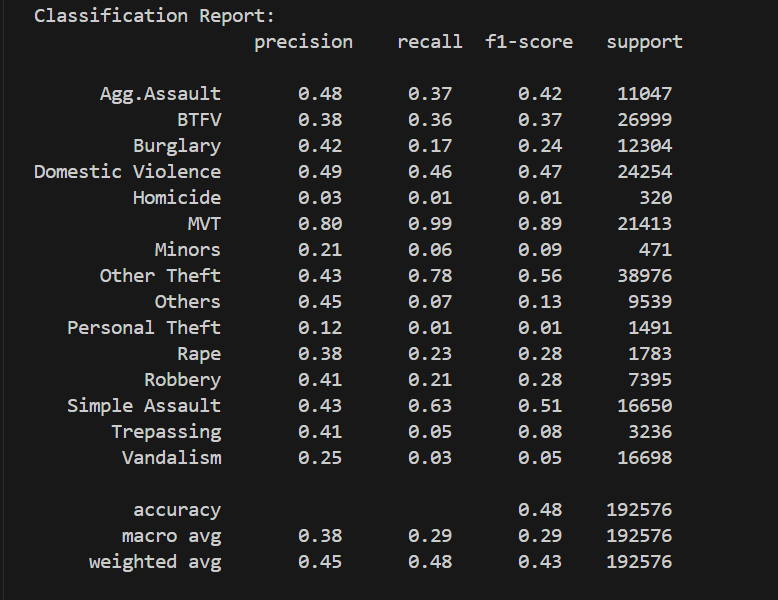 Classification Report:
precision recall f1-score support
Agg.Assault 0.48 0.37 0.42 11047
BTFV 0.38 0.36 0.37 26999
Burglary 0.42 0.17 0.24 12304
Domestic Violence 0.49 0.46 0.47 24254
Homicide 0.03 0.01 0.01 320
MVT 0.80 0.99 0.89 21413
Minors 0.21 0.06 0.09 471
Other Theft 0.43 0.78 0.56 38976
Others 0.45 0.07 0.13 9539
Personal Theft 0.12 0.01 0.01 1491
Rape 0.38 0.23 0.28 1783
Robbery 0.41 0.21 0.28 7395
Simple Assault 0.43 0.63 0.51 16650
Trepassing 0.41 0.05 0.08 3236
Vandalism 0.25 0.03 0.05 16698
accuracy 0.48 192576
macro avg 0.38 0.29 0.29 192576
weighted avg 0.45 0.48 0.43 192576